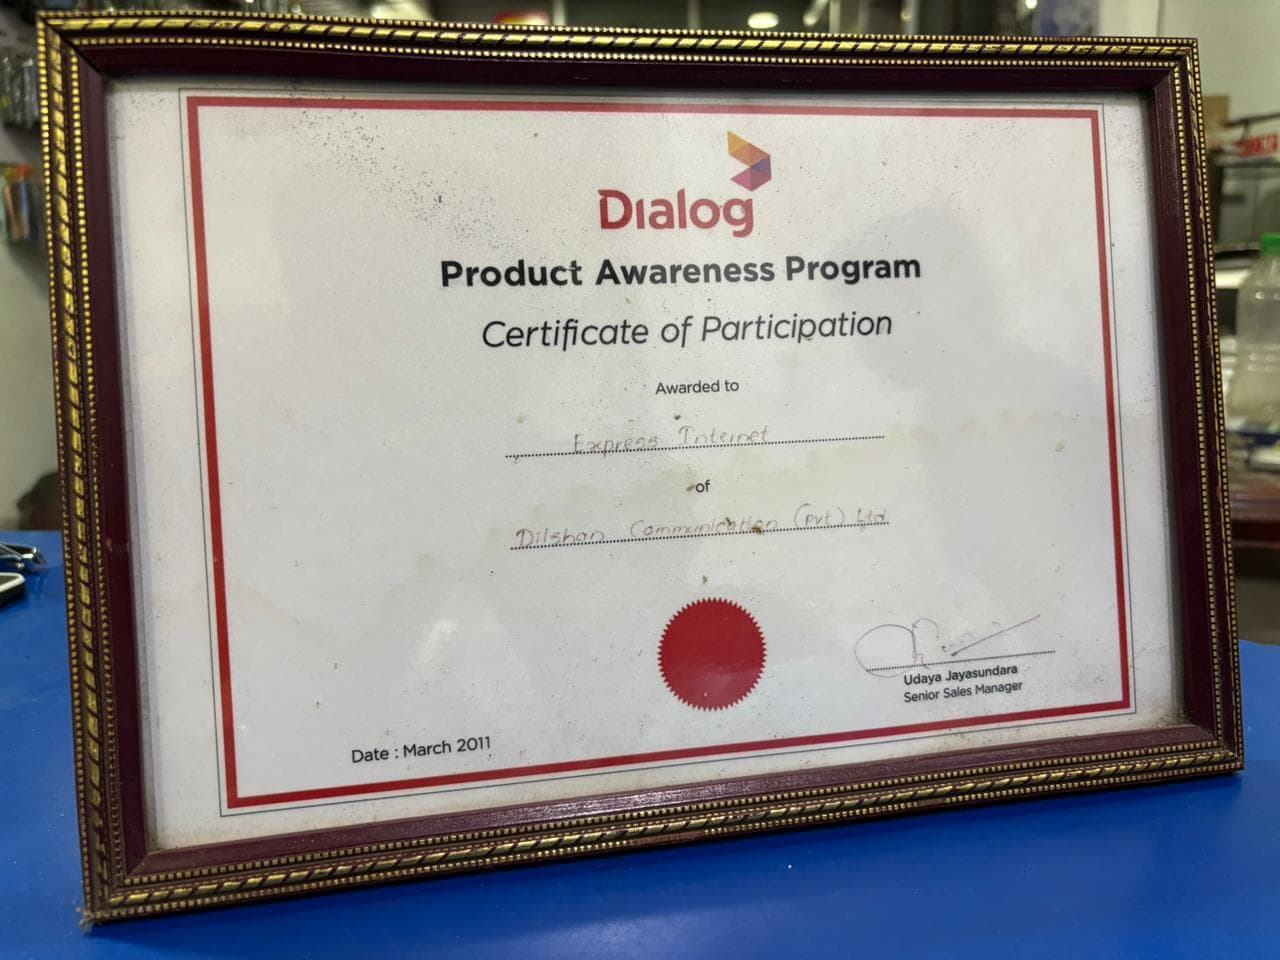 Dialog
Product Awareness Program
Certificate of Participation
Awarded to
Express Internet
of
Dilshan Communication (Pvt) Ltd
Udaya Jayasundara
Senior Sales Manager
Date : March 2011